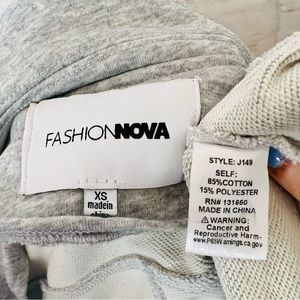 FASHIONNOVA
XS
made in
STYLE: J149
SELF:
85%COTTON
15% POLYESTER
RN# 131660
MADE IN CHINA
⚠WARNING:
Cancer and
Reproductive Harm-
www.P65Warnings.ca.gov